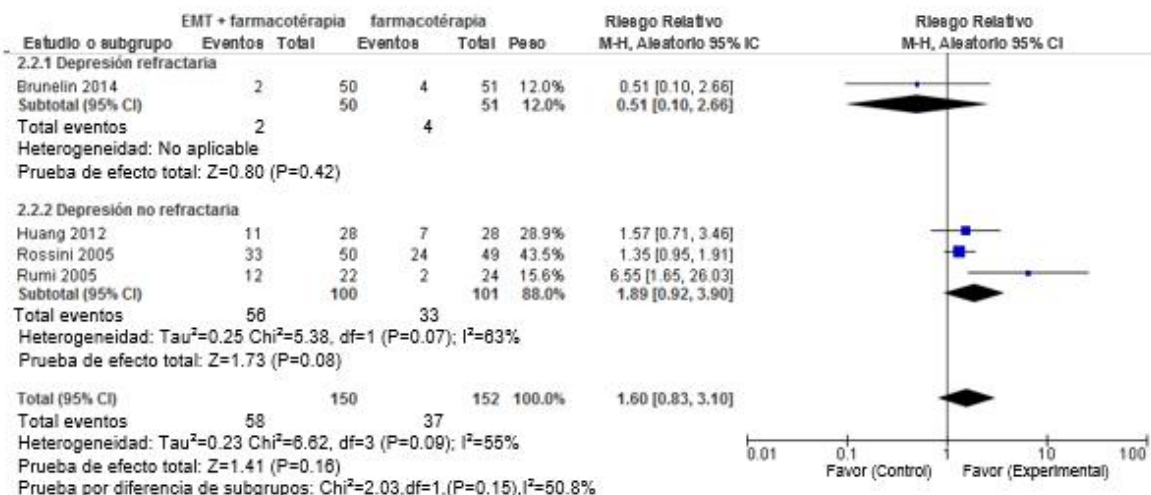 EMT + farmacotérapia farmacotérapia Riesgo Relativo Riesgo Relativo
Estudio o subgrupo Eventos Total Eventos Total Peso M-H, Aleatorio 95% IC M-H, Aleatorio 95% CI
2.2.1 Depresión refractaria
Brunelin 2014 2 50 4 51 12.0% 0.51 [0.10, 2.66]
Subtotal (95% CI) 50 51 12.0% 0.51 [0.10, 2.66]
Total eventos 2 4
Heterogeneidad: No aplicable
Prueba de efecto total: Z=0.80 (P=0.42)
2.2.2 Depresión no refractaria
Huang 2012 11 28 7 28 28.9% 1.57 [0.71, 3.46]
Rossini 2005 33 50 24 49 43.5% 1.35 [0.95, 1.91]
Rumi 2005 12 22 2 24 15.6% 6.55 [1.65, 26.03]
Subtotal (95% CI) 100 101 88.0% 1.89 [0.92, 3.90]
Total eventos 56 33
Heterogeneidad: Tau²=0.25 Chi²=5.38, df=1 (P=0.07); I²=63%
Prueba de efecto total: Z=1.73 (P=0.08)
Total (95% CI) 150 152 100.0% 1.60 [0.83, 3.10]
Total eventos 58 37
Heterogeneidad: Tau²=0.23 Chi²=6.62, df=3 (P=0.09); I²=55%
Prueba de efecto total: Z=1.41 (P=0.16)
Prueba por diferencia de subgrupos: Chi²=2.03.df=1.(P=0.15),I²=50.8%
0.01 0.1 1 10 100
Favor (Control) Favor (Experimental)